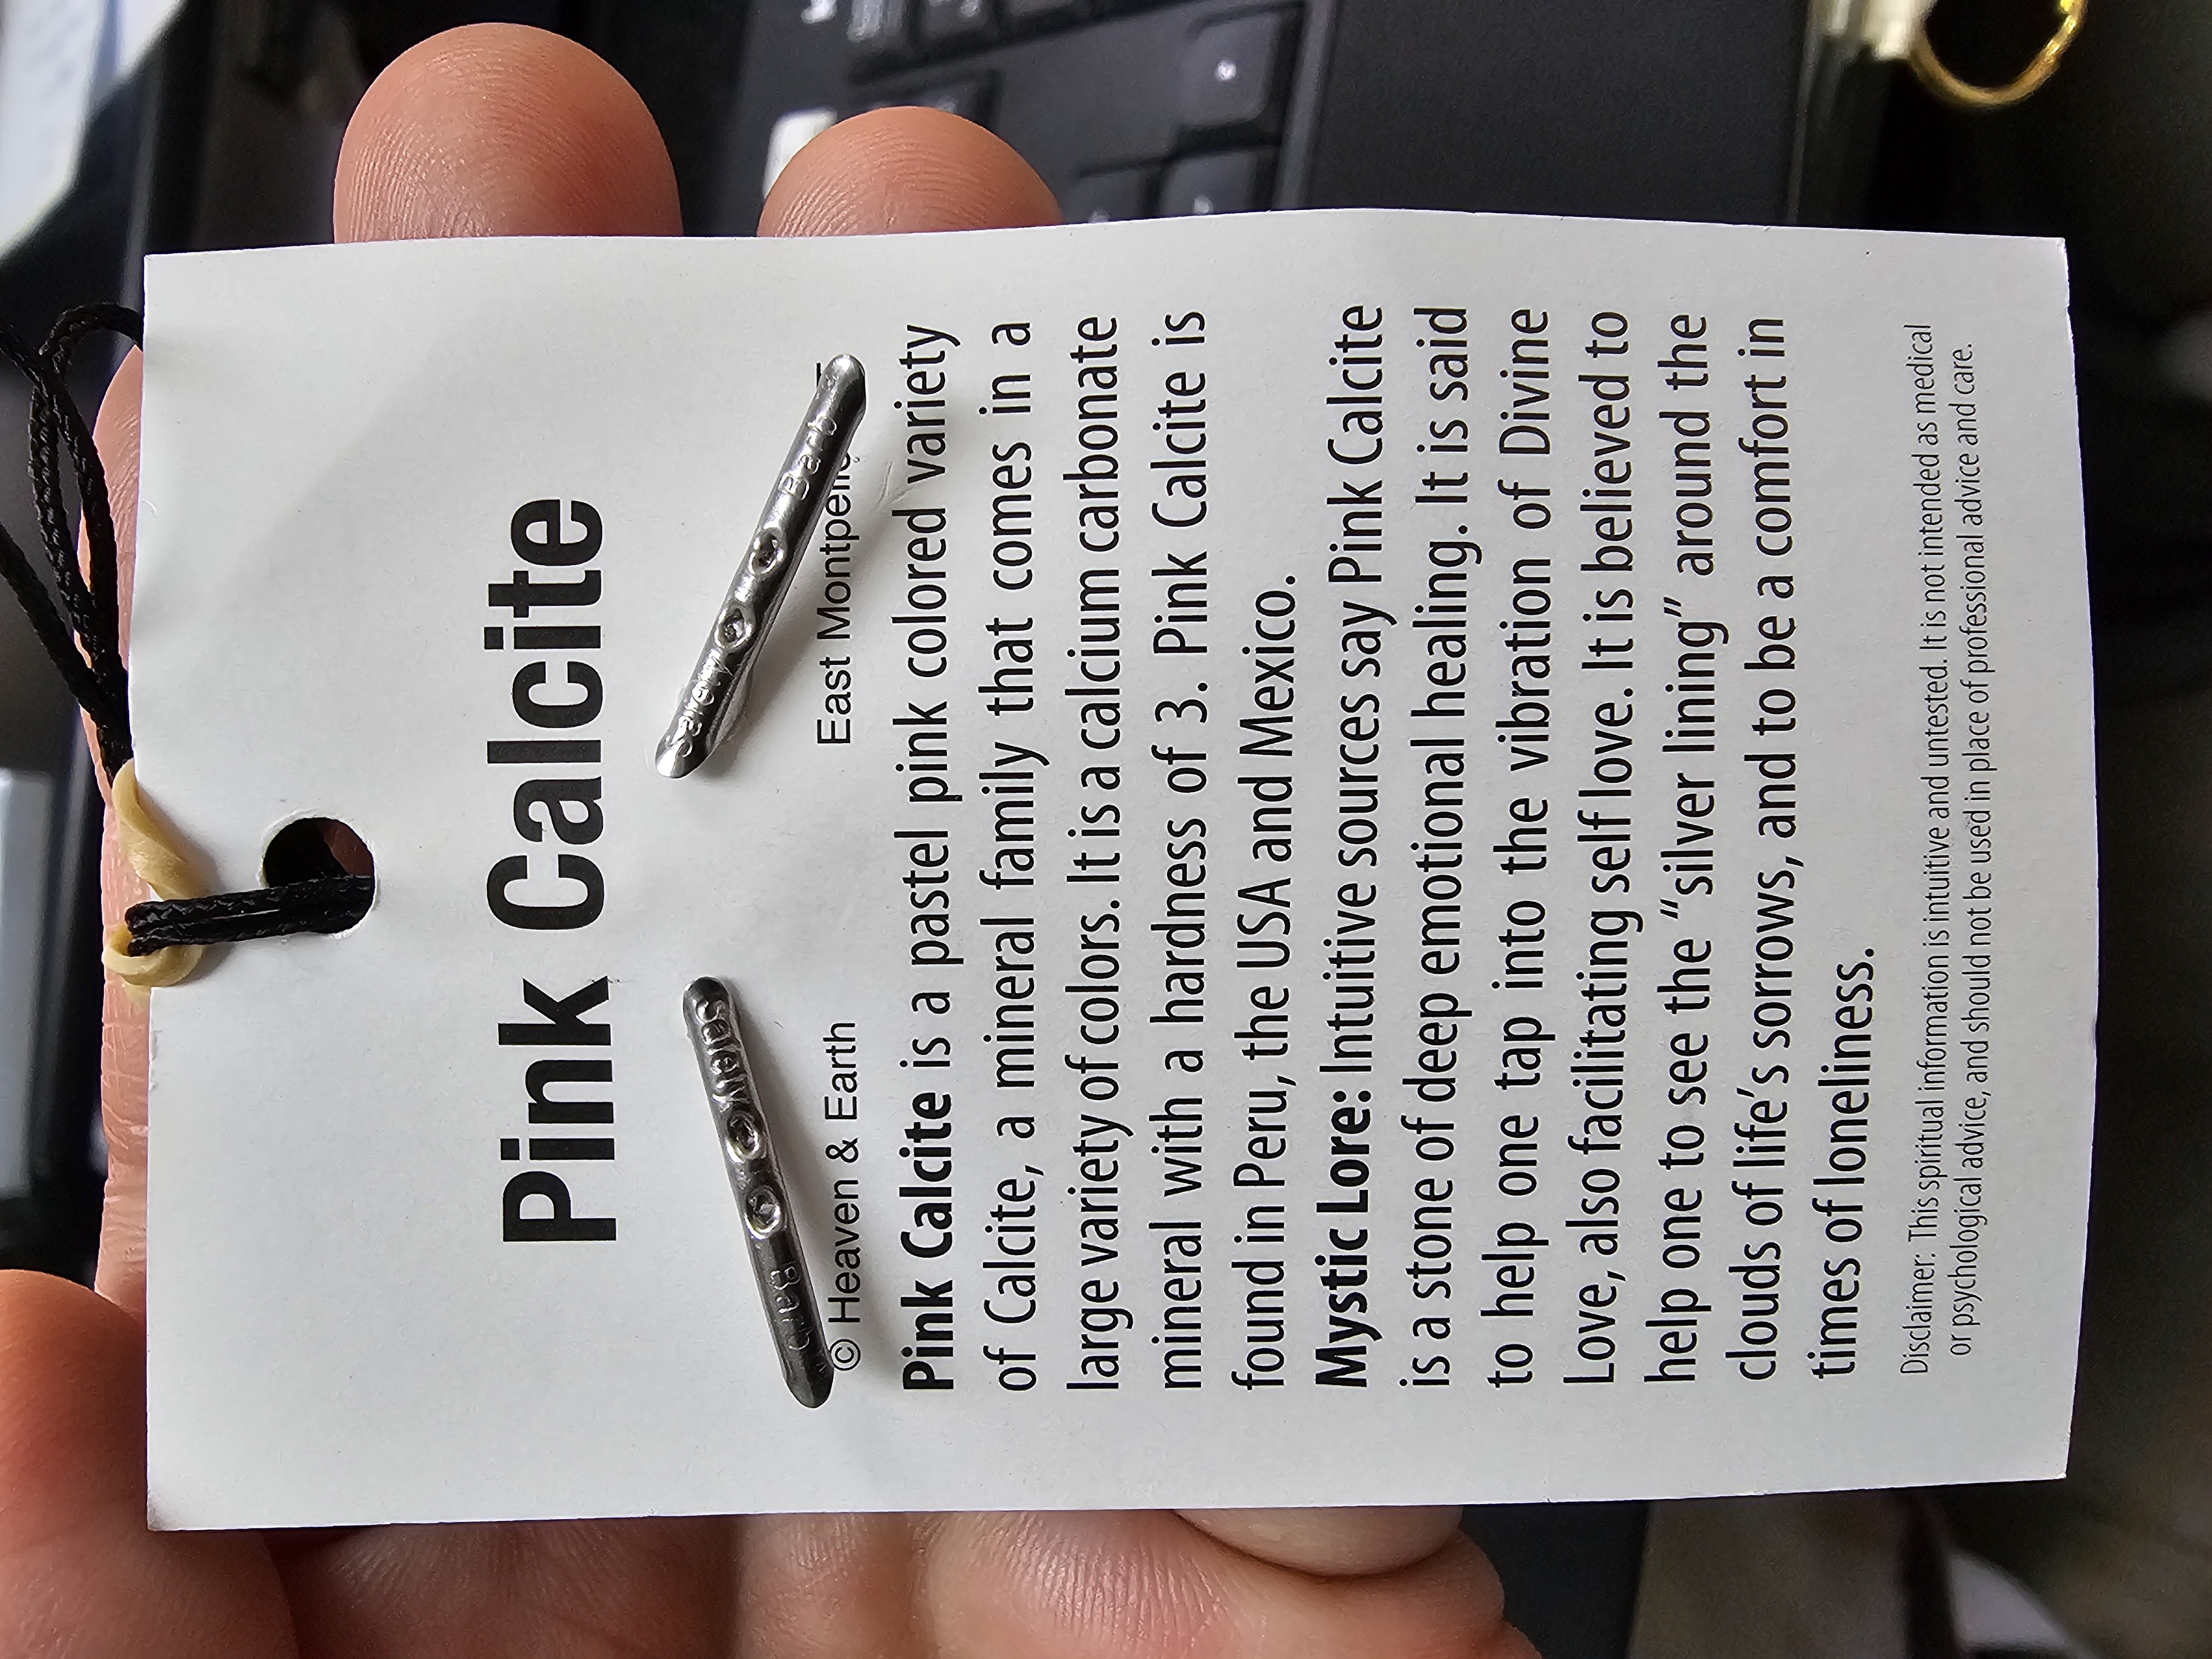 Pink Calcite
© Heaven & Earth East
Pink Calcite is a pastel pink colored variety
of Calcite, a mineral family that comes in a
large variety of colors. It is a calcium carbonate
mineral with a hardness of 3. Pink Calcite is
found in Peru, the USA and Mexico.
Mystic Lore: Intuitive sources say Pink Calcite
is a stone of deep emotional healing. It is said
to help one tap into the vibration of Divine
Love, also facilitating self love. It is believed to
help one to see the “silver lining” around the
clouds of life’s sorrows, and to be a comfort in
times of loneliness.
Disclaimer: This spiritual information is intuitive and untested. It is not intended as medical
or psychological advice, and should not be used in place of professional advice and care.